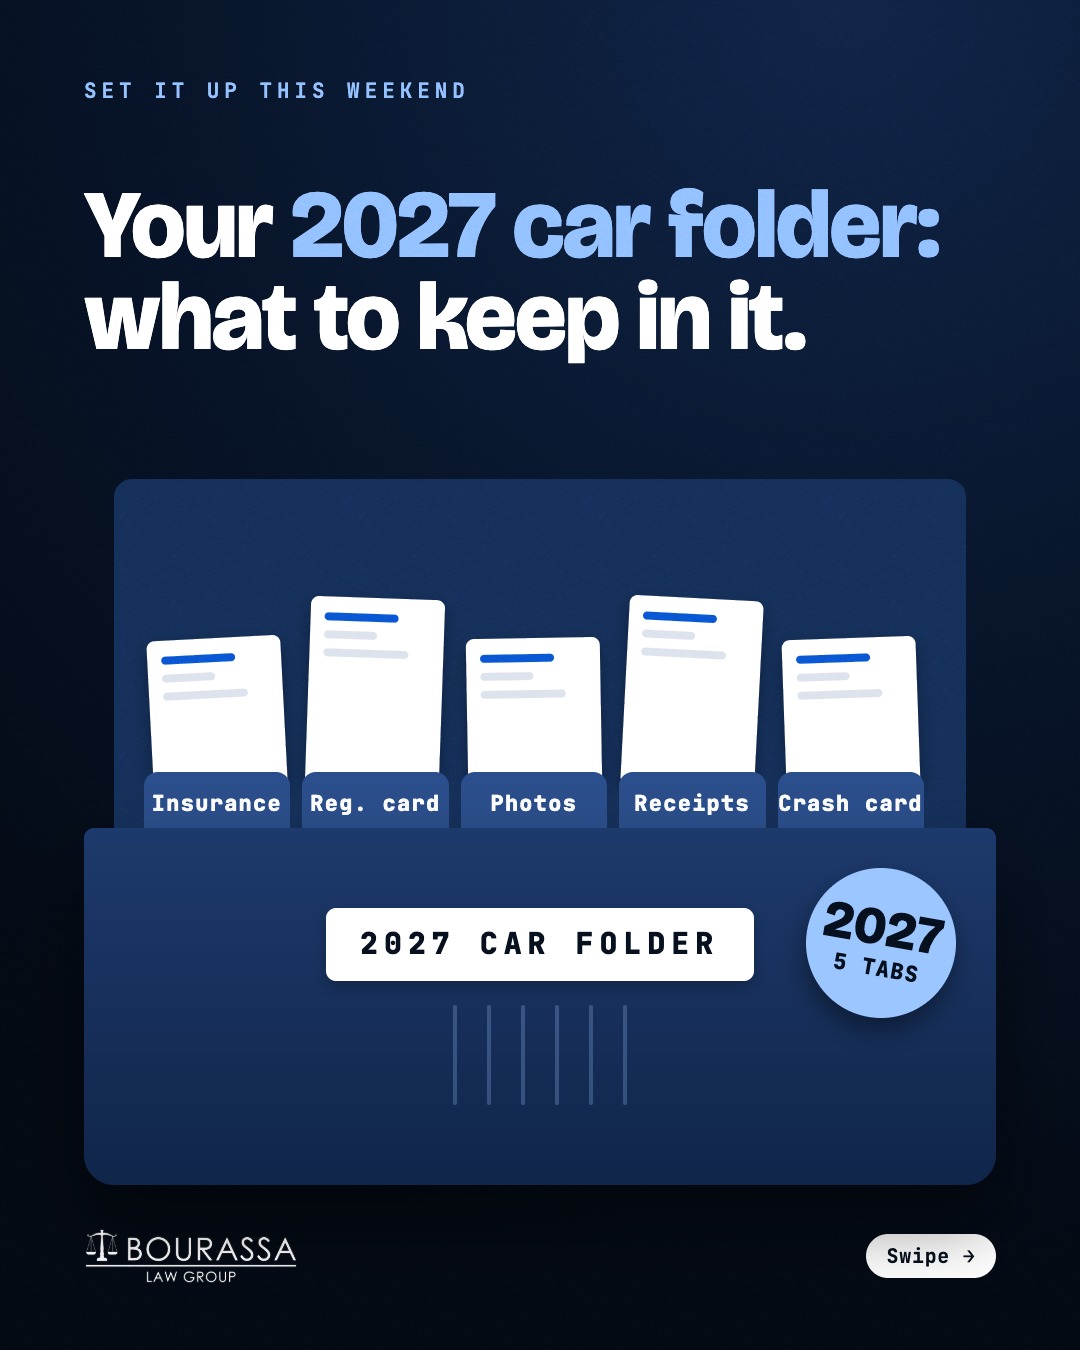 SET IT UP THIS WEEKEND
Your 2027 car folder:
what to keep in it.
Insurance
Reg. card
Photos
Receipts
Crash card
2027 CAR FOLDER
2027
5 TABS
BOURASSA
LAW GROUP
Swipe →